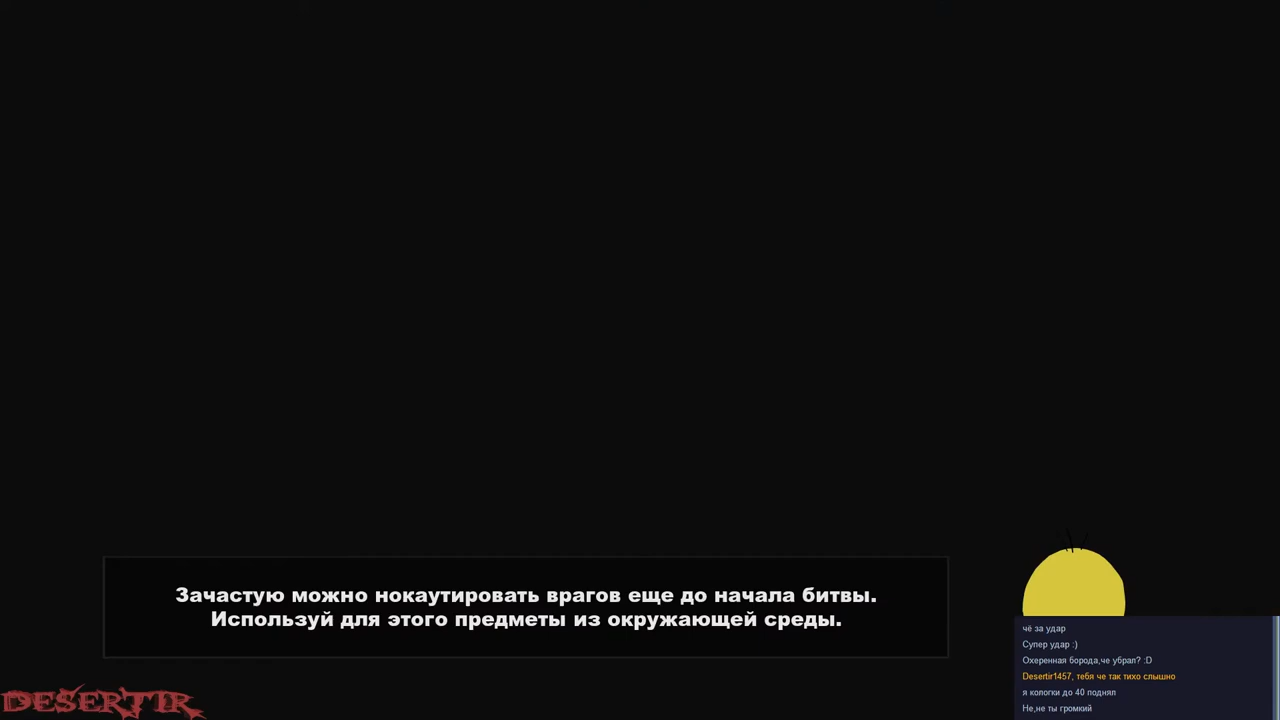 Зачастую можно нокаутировать врагов еще до начала битвы.
Используй для этого предметы из окружающей среды.
чё за удар
Супер удар :)
Охеренная борода,че убрал? :D
Desertir1457, тебя че так тихо слышно
я кологки до 40 поднял
Не,не ты громкий
DESERTIR